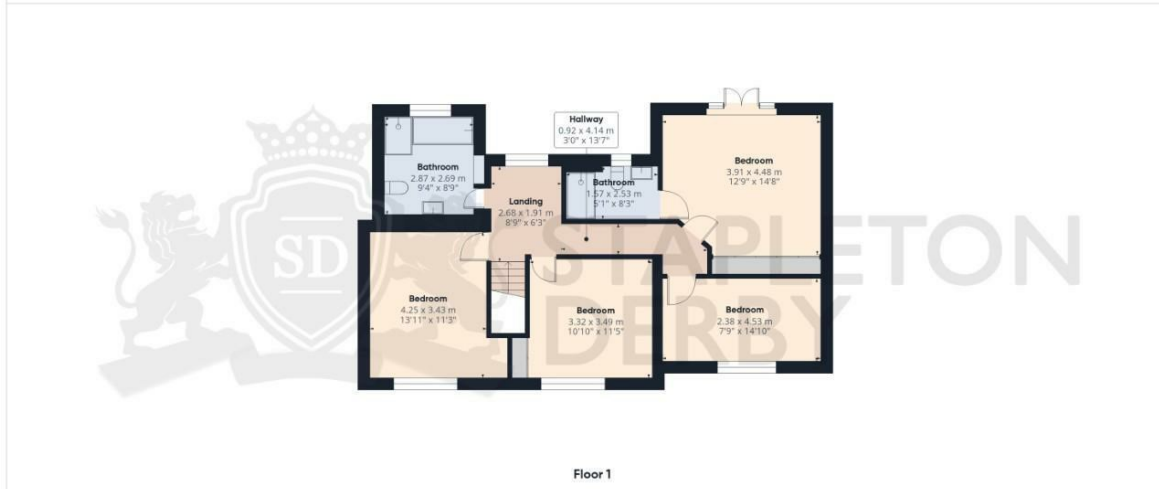 Hallway
0.92 x 4.14 m
3'0" x 13'7"
Bathroom
2.87 x 2.69 m
9'4" x 8'9"
Landing
2.68 x 1.91 m
8'9" x 6'3"
Bathroom
1.57 x 2.53 m
5'1" x 8'3"
Bedroom
3.91 x 4.48 m
12'9" x 14'8"
Bedroom
4.25 x 3.43 m
13'11" x 11'3"
Bedroom
3.32 x 3.49 m
10'10" x 11'5"
Bedroom
2.38 x 4.53 m
7'9" x 14'10"
SD
STAPLETON
DERBY
Floor 1